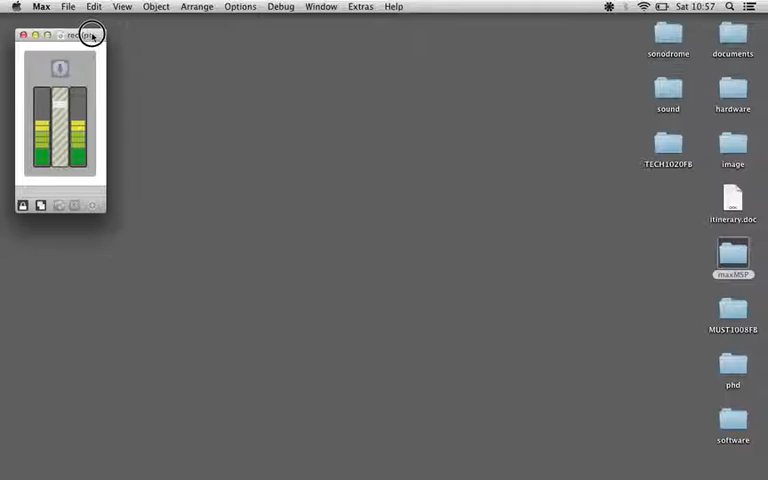 Max File Edit View Object Arrange Options Debug Window Extras Help Sat 10:57
sonodrome documents
sound hardware
TECH1020FB image
itinerary.doc
maxMSP
MUST1008FB
phd
software